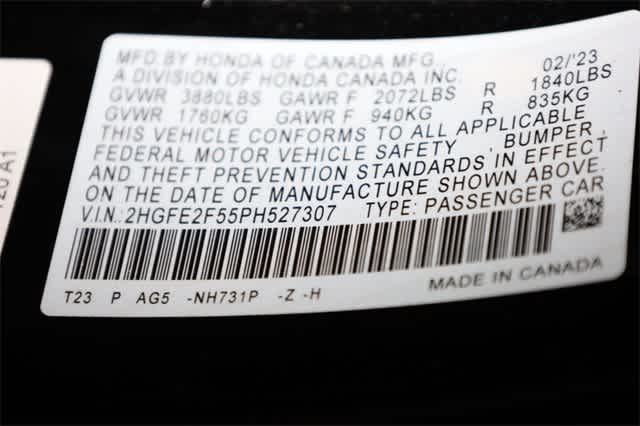 MFD.BY HONDA OF CANADA MFG., 02/'23
A DIVISION OF HONDA CANADA INC.
GVWR 3880LBS GAWR F 2072LBS R 1840LBS
GVWR 1760KG GAWR F 940KG R 835KG
THIS VEHICLE CONFORMS TO ALL APPLICABLE
FEDERAL MOTOR VEHICLE SAFETY , BUMPER,
AND THEFT PREVENTION STANDARDS IN EFFECT
ON THE DATE OF MANUFACTURE SHOWN ABOVE.
V.I.N.:2HGFE2F55PH527307 TYPE: PASSENGER CAR
T23 P AG5 -NH731P -Z -H MADE IN CANADA
120 A1